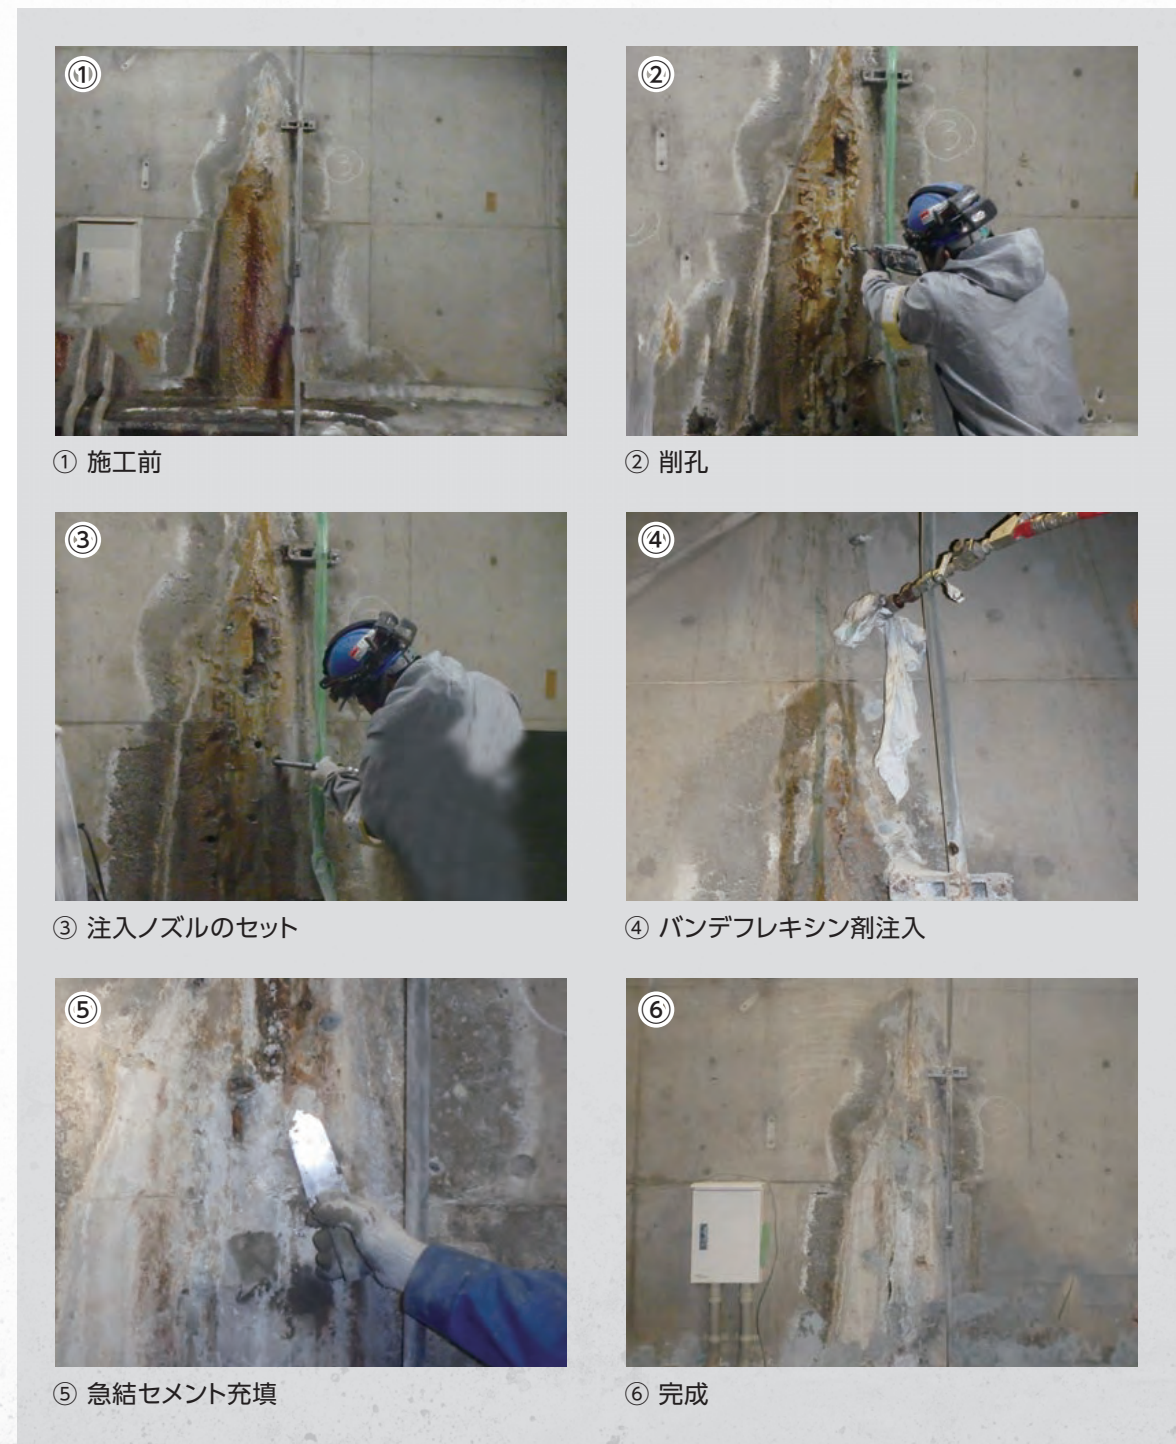 ①
②
① 施工前
② 削孔
③
④
③ 注入ノズルのセット
④ バンデフレキシン剤注入
⑤
⑥
⑤ 急結セメント充填
⑥ 完成